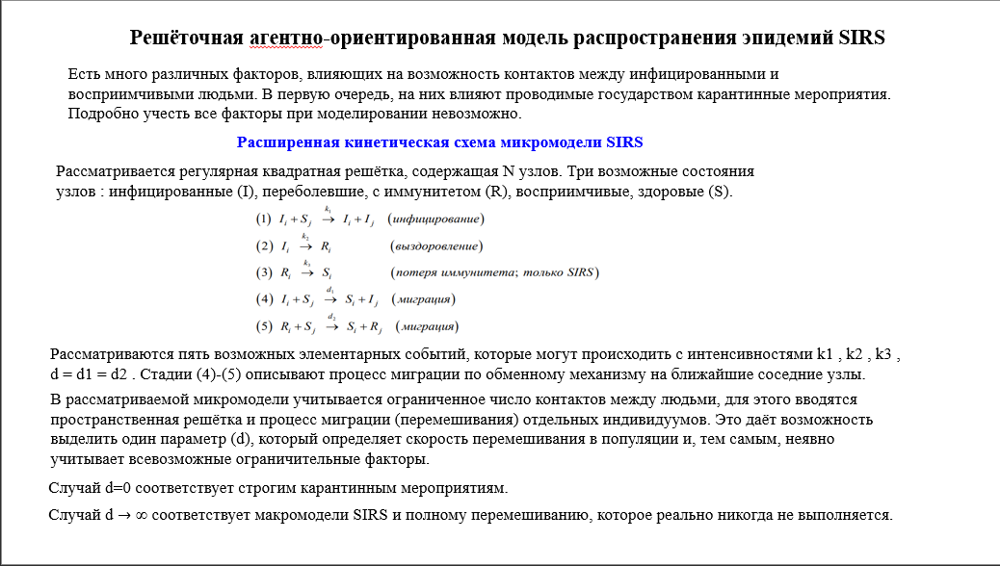 Решёточная агентно-ориентированная модель распространения эпидемий SIRS
Есть много различных факторов, влияющих на возможность контактов между инфицированными и
восприимчивыми людьми. В первую очередь, на них влияют проводимые государством карантинные мероприятия.
Подробно учесть все факторы при моделировании невозможно.
Расширенная кинетическая схема микромодели SIRS
Рассматривается регулярная квадратная решётка, содержащая N узлов. Три возможные состояния
узлов : инфицированные (I), переболевшие, с иммунитетом (R), восприимчивые, здоровые (S).
(1) I_i + S_j →^{k_1} I_i + I_j (инфицирование)
(2) I_i →^{k_2} R_i (выздоровление)
(3) R_i →^{k_3} S_i (потеря иммунитета; только SIRS)
(4) I_i + S_j →^{d_1} S_i + I_j (миграция)
(5) R_i + S_j →^{d_2} S_i + R_j (миграция)
Рассматриваются пять возможных элементарных событий, которые могут происходить с интенсивностями k1 , k2 , k3 ,
d = d1 = d2 . Стадии (4)-(5) описывают процесс миграции по обменному механизму на ближайшие соседние узлы.
В рассматриваемой микромодели учитывается ограниченное число контактов между людьми, для этого вводятся
пространственная решётка и процесс миграции (перемешивания) отдельных индивидуумов. Это даёт возможность
выделить один параметр (d), который определяет скорость перемешивания в популяции и, тем самым, неявно
учитывает всевозможные ограничительные факторы.
Случай d=0 соответствует строгим карантинным мероприятиям.
Случай d → ∞ соответствует макромодели SIRS и полному перемешиванию, которое реально никогда не выполняется.